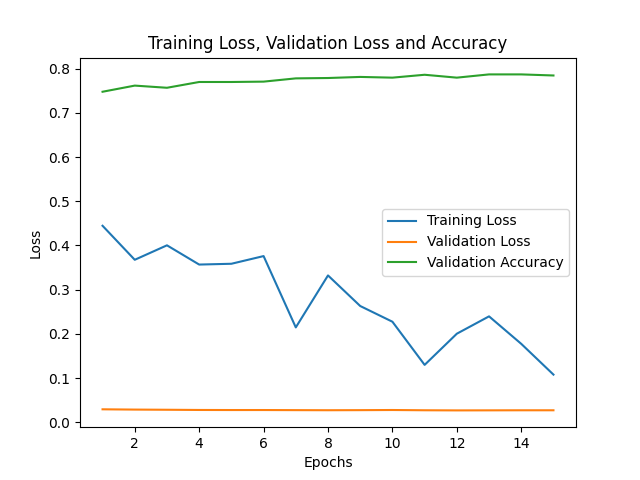 Training Loss, Validation Loss and Accuracy
0.8
0.7
0.6
0.5
0.4
0.3
0.2
0.1
0.0
Loss
Training Loss
Validation Loss
Validation Accuracy
2 4 6 8 10 12 14
Epochs